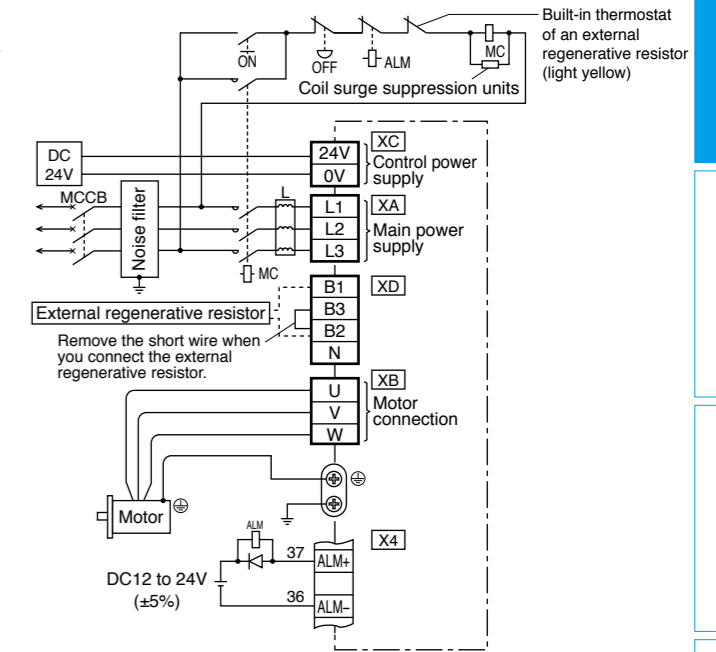 Built-in thermostat
of an external
regenerative resistor
(light yellow)
ON
OFF
ALM
MC
Coil surge suppression units
DC
24V
24V
0V
XC
Control power
supply
MCCB
Noise filter
L
L1
L2
L3
XA
Main power
supply
MC
External regenerative resistor
B1
B3
B2
N
XD
Remove the short wire when
you connect the external
regenerative resistor.
U
V
W
XB
Motor
connection
Motor
ALM
DC12 to 24V
(±5%)
37
ALM+
36
ALM−
X4